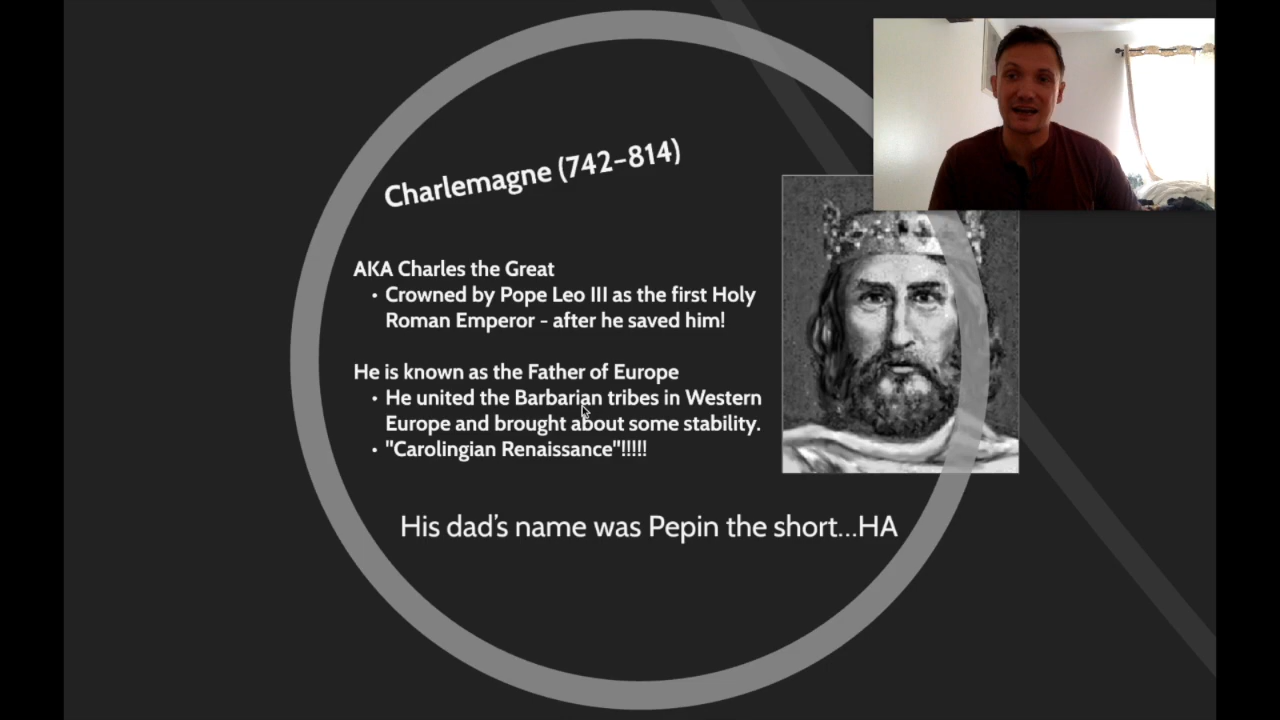 Charlemagne (742–814)
AKA Charles the Great
• Crowned by Pope Leo III as the first Holy
Roman Emperor - after he saved him!
He is known as the Father of Europe
• He united the Barbarian tribes in Western
Europe and brought about some stability.
• "Carolingian Renaissance"!!!!!
His dad's name was Pepin the short...HA